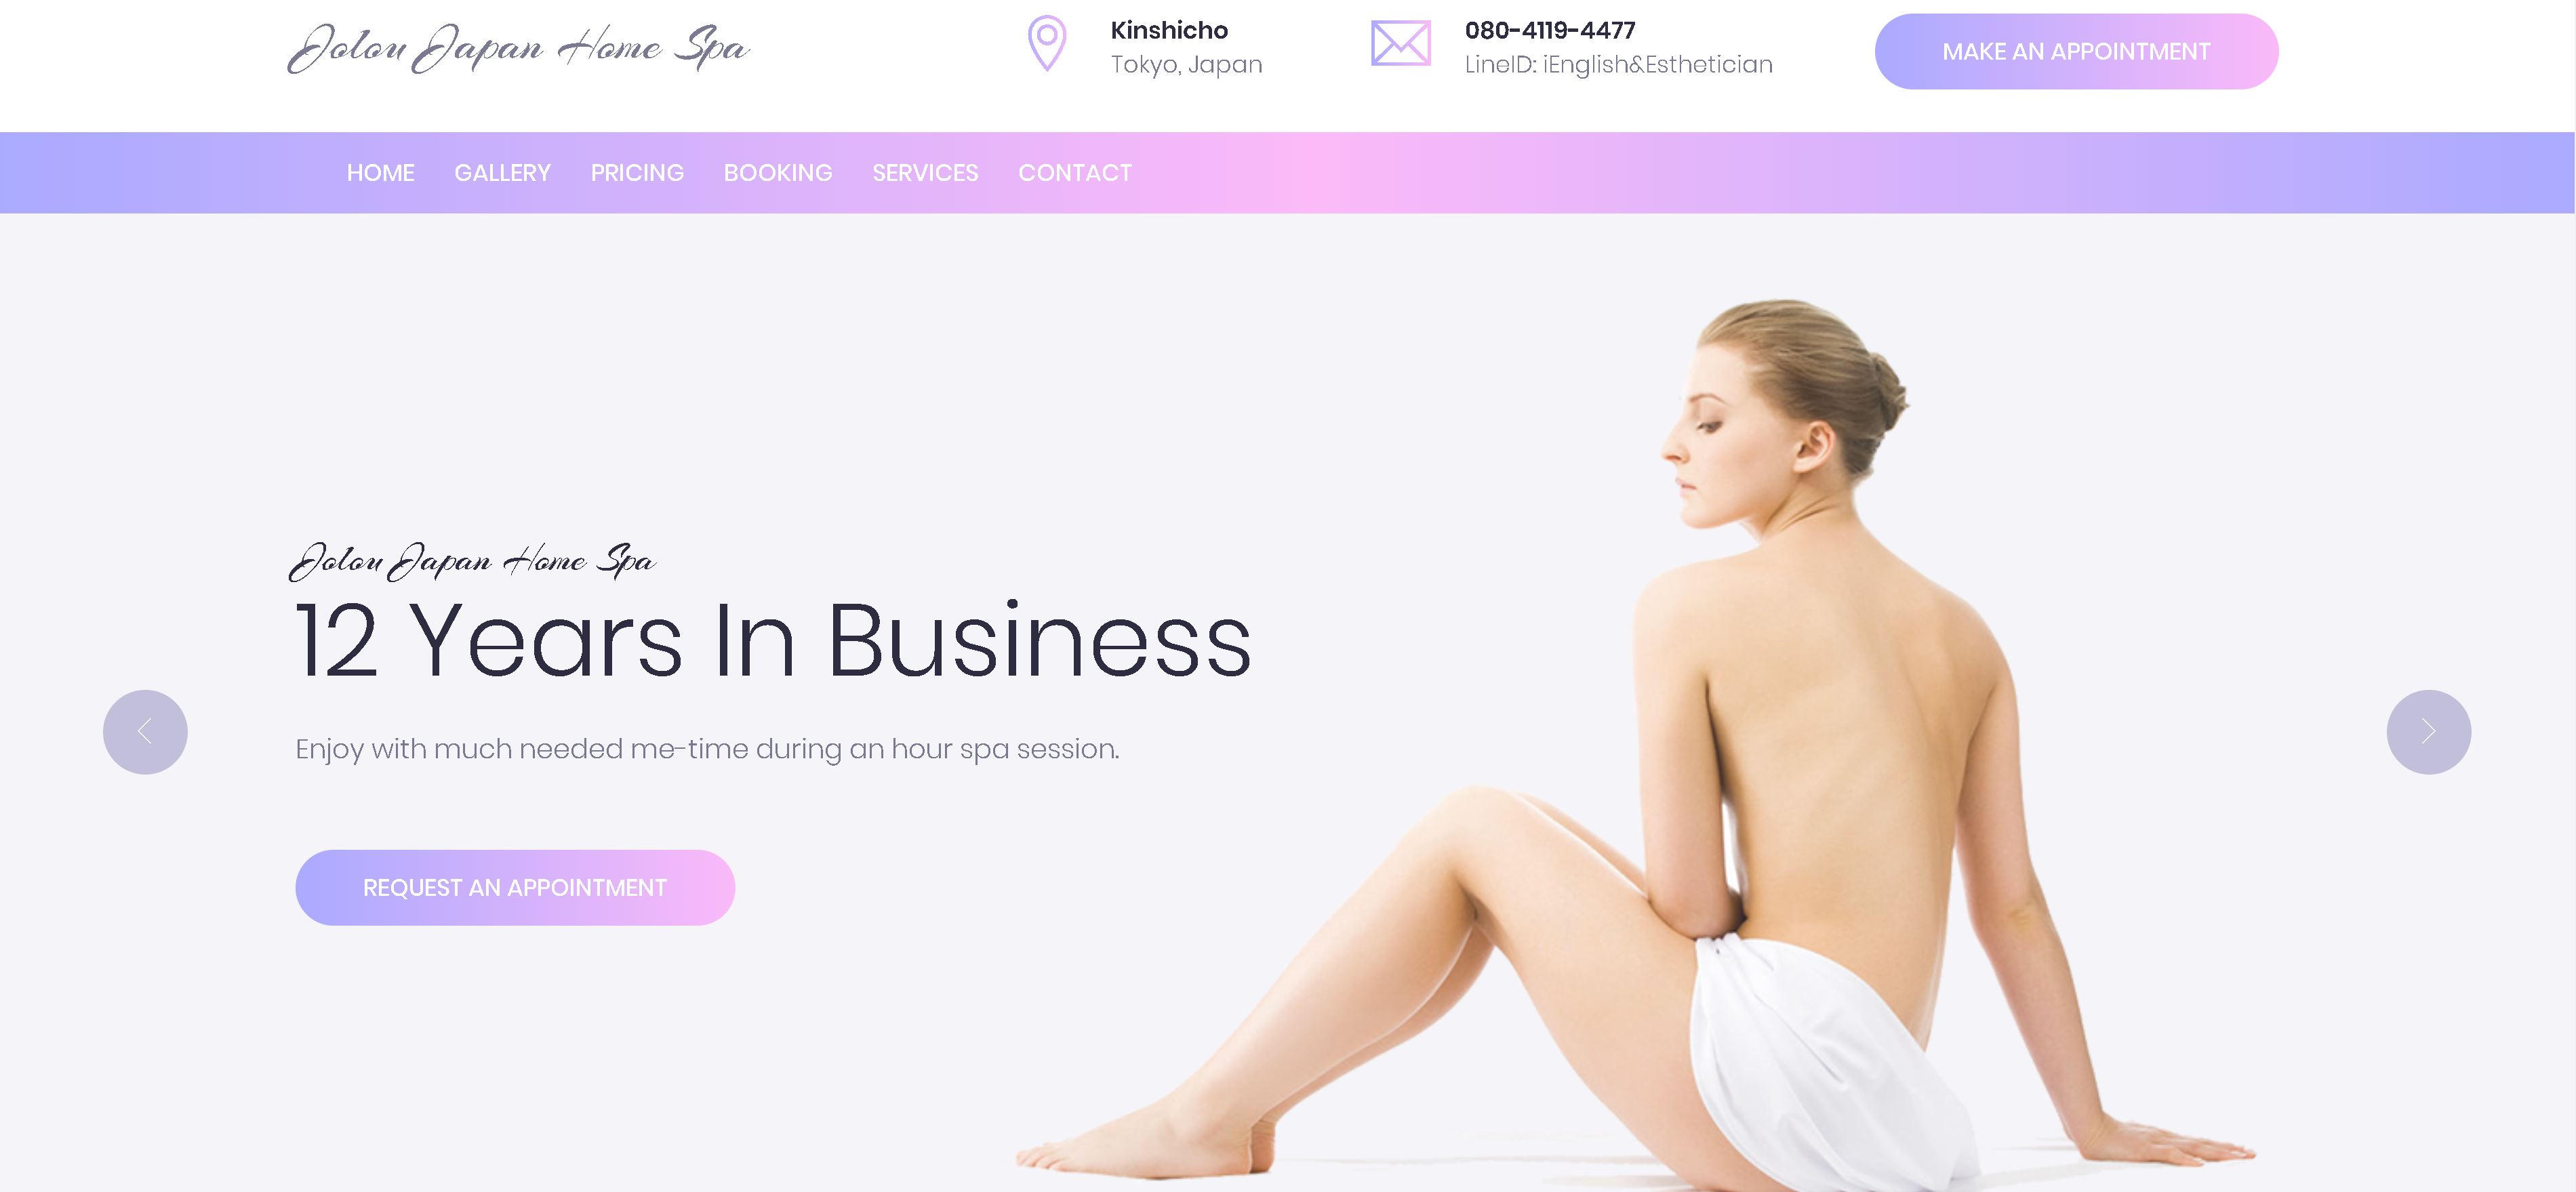 Jolou Japan Home Spa
Kinshicho
Tokyo, Japan
080-4119-4477
LineID: iEnglish&Esthetician
MAKE AN APPOINTMENT
HOME GALLERY PRICING BOOKING SERVICES CONTACT
Jolou Japan Home Spa
12 Years In Business
Enjoy with much needed me-time during an hour spa session.
REQUEST AN APPOINTMENT